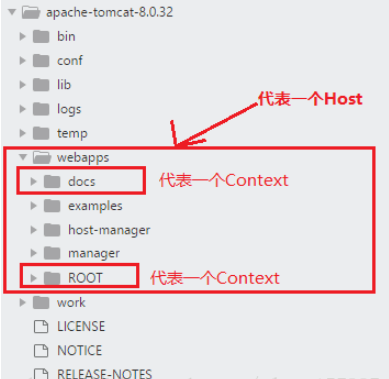 apache-tomcat-8.0.32
bin
conf
lib
logs
代表一个Host
temp
webapps
docs
代表一个Context
examples
host-manager
manager
ROOT
代表一个Context
work
LICENSE
NOTICE
RELEASE-NOTES